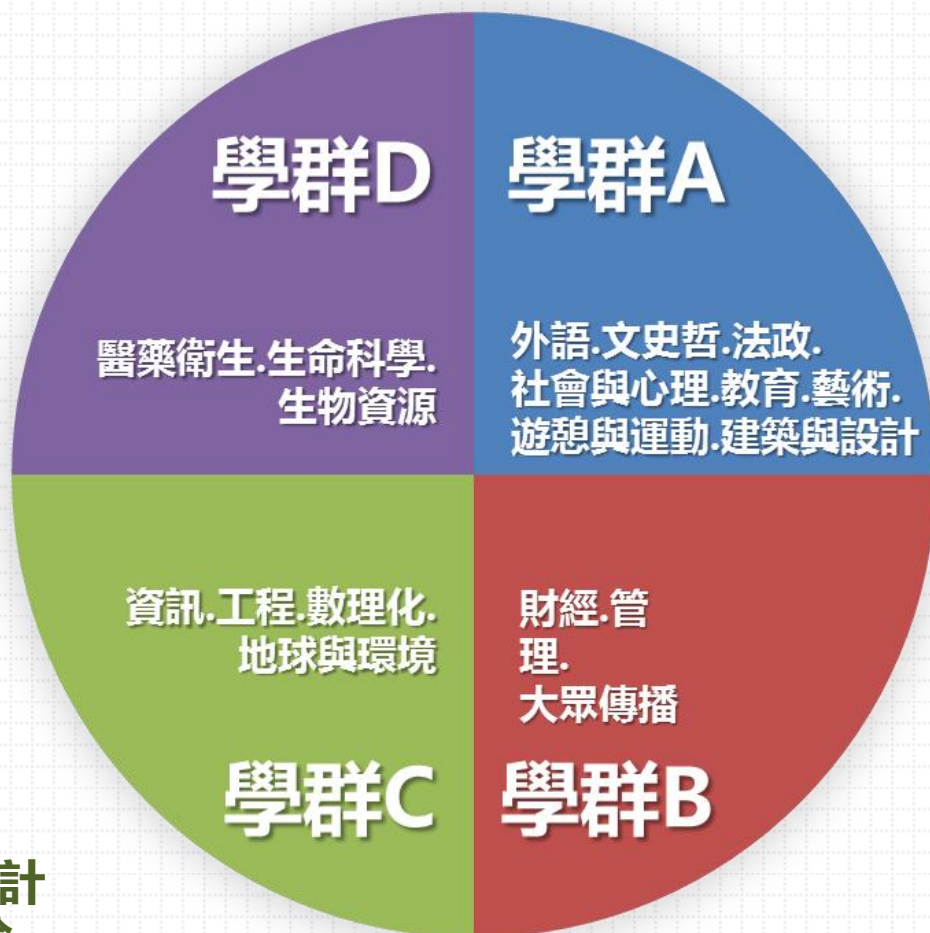 學群D
醫藥衛生.生命科學.
生物資源
學群A
外語.文史哲.法政.
社會與心理.教育.藝術.
遊憩與運動.建築與設計
資訊.工程.數理化.
地球與環境
學群C
財經.管
理.
大眾傳播
學群B
計